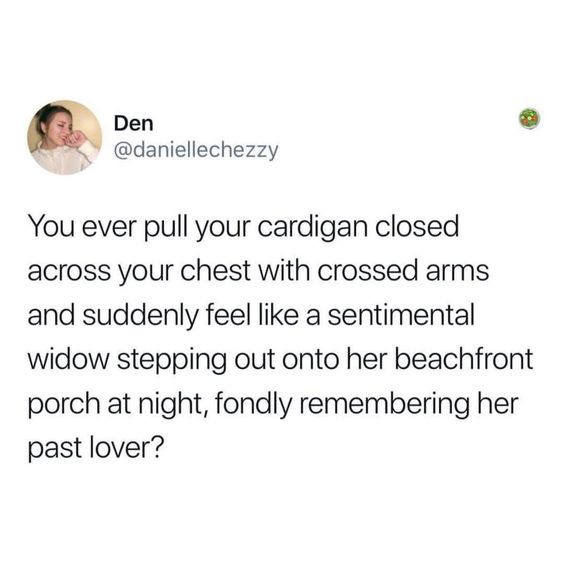 Den
@daniellechezzy
You ever pull your cardigan closed
across your chest with crossed arms
and suddenly feel like a sentimental
widow stepping out onto her beachfront
porch at night, fondly remembering her
past lover?